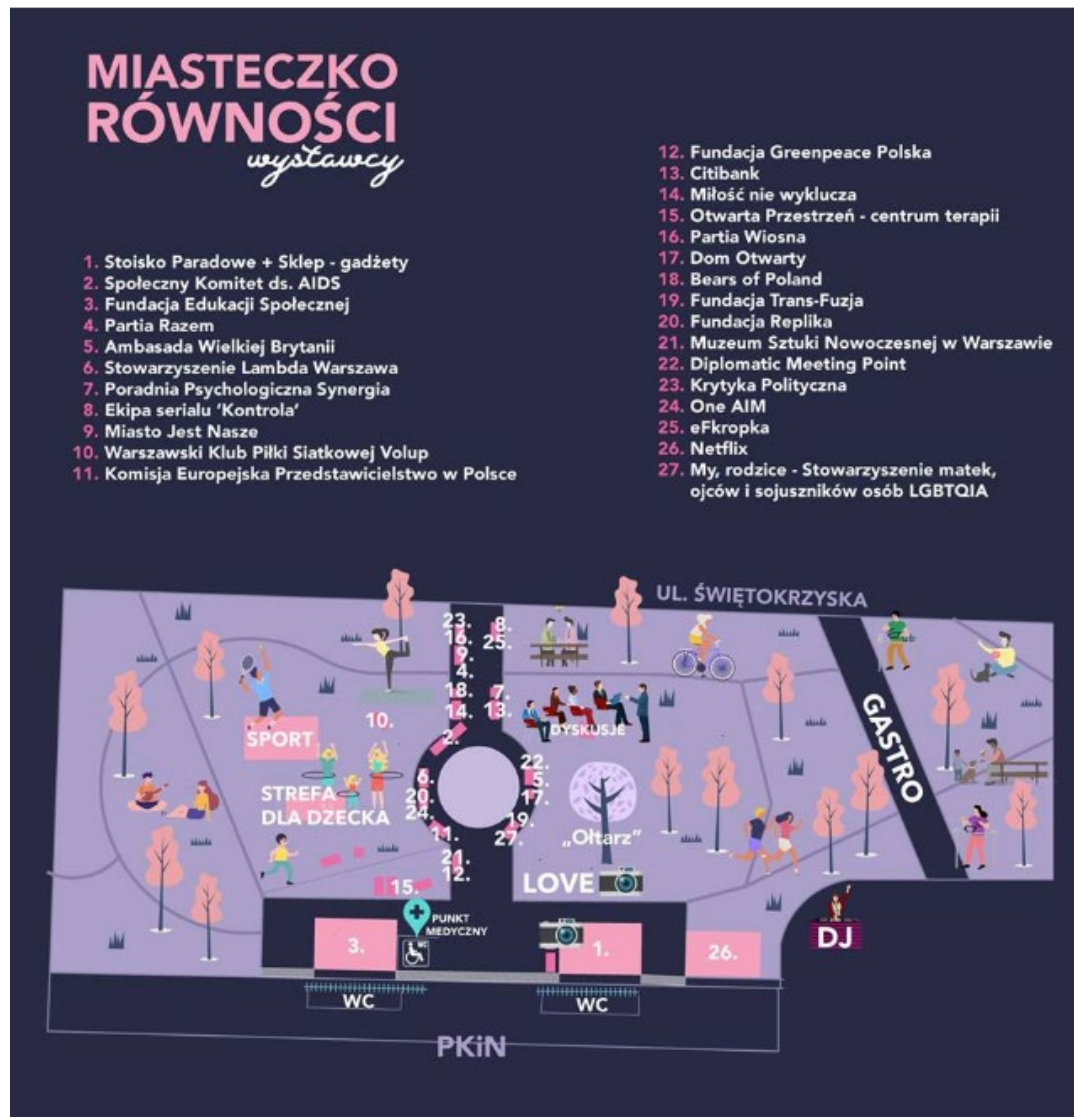 MIASTECZKO
RÓWNOŚCI
wystawcy
1. Stoisko Paradowe + Sklep - gadżety
2. Społeczny Komitet ds. AIDS
3. Fundacja Edukacji Społecznej
4. Partia Razem
5. Ambasada Wielkiej Brytanii
6. Stowarzyszenie Lambda Warszawa
7. Poradnia Psychologiczna Synergia
8. Ekipa serialu ‘Kontrola’
9. Miasto Jest Nasze
10. Warszawski Klub Piłki Siatkowej Volup
11. Komisja Europejska Przedstawicielstwo w Polsce
12. Fundacja Greenpeace Polska
13. Citibank
14. Miłość nie wyklucza
15. Otwarta Przestrzeń - centrum terapii
16. Partia Wiosna
17. Dom Otwarty
18. Bears of Poland
19. Fundacja Trans-Fuzja
20. Fundacja Replika
21. Muzeum Sztuki Nowoczesnej w Warszawie
22. Diplomatic Meeting Point
23. Krytyka Polityczna
24. One AIM
25. eFkropka
26. Netflix
27. My, rodzice - Stowarzyszenie matek,
ojców i sojuszników osób LGBTQIA
UL. ŚWIĘTOKRZYSKA
23.
16.
9.
4.
18.
14.
2.
8.
25.
7.
13.
10.
SPORT
DYSKUSJE
GASTRO
STREFA
DLA DZECKA
6.
20.
24.
11.
21.
12.
22.
5.
17.
19.
27.
„Ołtarz”
LOVE
15.
PUNKT
MEDYCZNY
WC
3.
1.
26.
DJ
WC
WC
PKiN